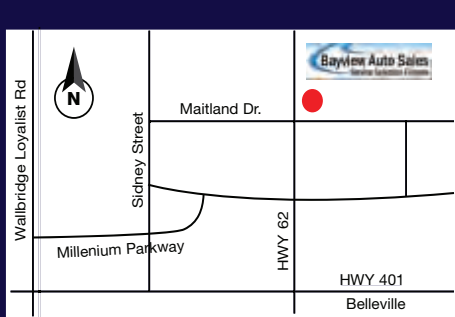 Bayview Auto Sales
N
Maitland Dr.
Wallbridge Loyalist Rd
Sidney Street
HWY 62
Millenium Parkway
HWY 401
Belleville